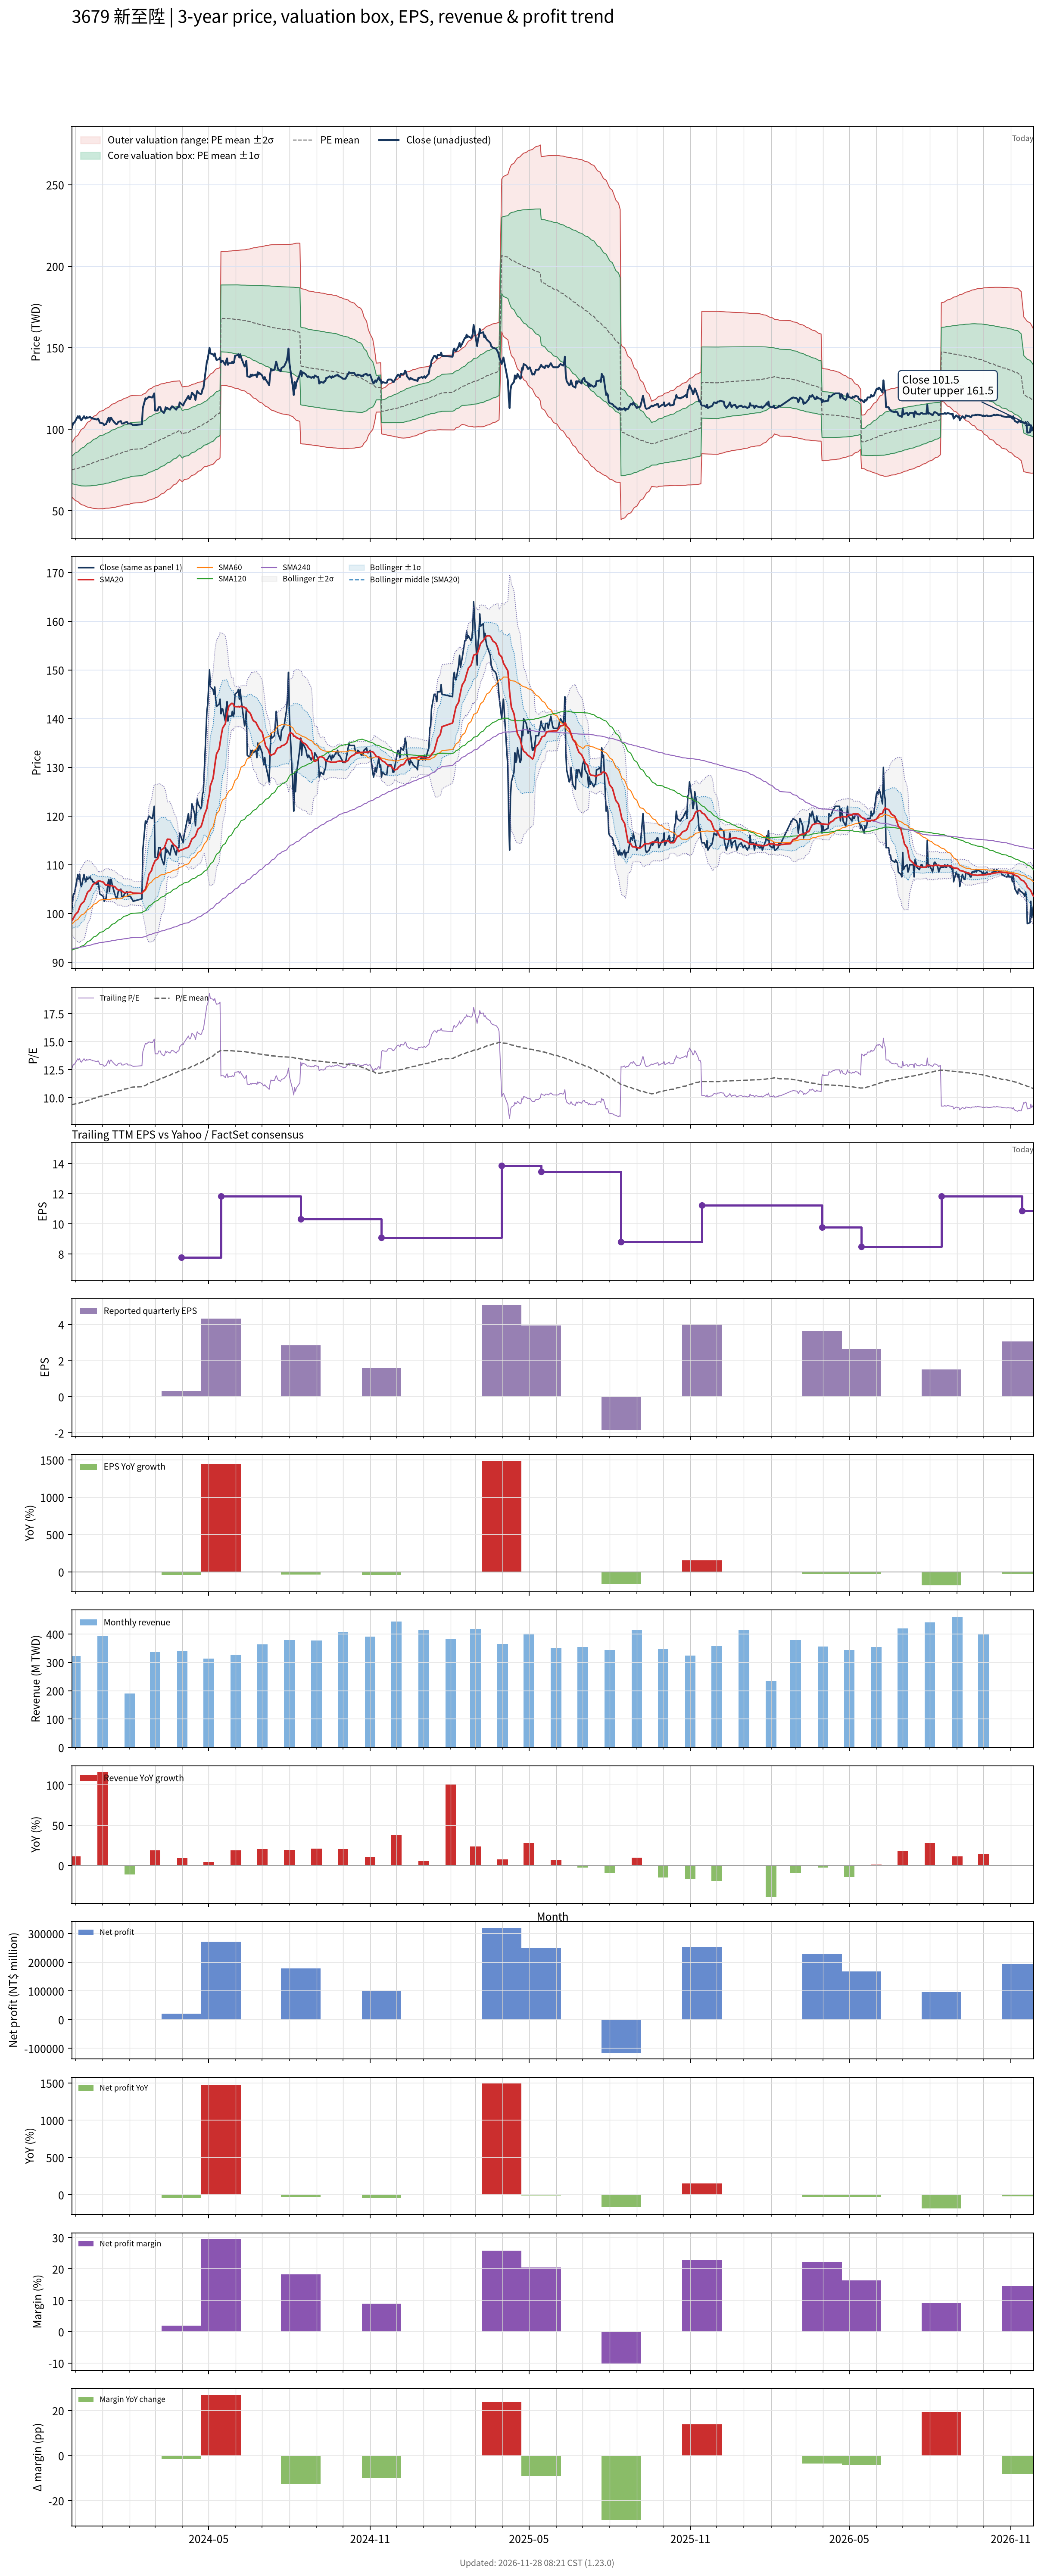 3679 新至陞 | 3-year price, valuation box, EPS, revenue & profit trend
Outer valuation range: PE mean ±2σ
Core valuation box: PE mean ±1σ
PE mean
Close (unadjusted)
Today
Price (TWD)
250
200
150
100
50
Close 101.5
Outer upper 161.5
Close (same as panel 1)
SMA20
SMA60
SMA120
SMA240
Bollinger ±2σ
Bollinger ±1σ
Bollinger middle (SMA20)
Price
170
160
150
140
130
120
110
100
90
Trailing P/E
P/E mean
P/E
17.5
15.0
12.5
10.0
Trailing TTM EPS vs Yahoo / FactSet consensus
Today
EPS
14
12
10
8
Reported quarterly EPS
EPS
4
2
0
-2
EPS YoY growth
YoY (%)
1500
1000
500
0
Monthly revenue
Revenue (M TWD)
400
300
200
100
0
Revenue YoY growth
YoY (%)
100
50
0
Month
Net profit
Net profit (NT$ million)
300000
200000
100000
0
-100000
Net profit YoY
YoY (%)
1500
1000
500
0
Net profit margin
Margin (%)
30
20
10
0
-10
Margin YoY change
Δ margin (pp)
20
0
-20
2024-05
2024-11
2025-05
2025-11
2026-05
2026-11
Updated: 2026-11-28 08:21 CST (1.23.0)